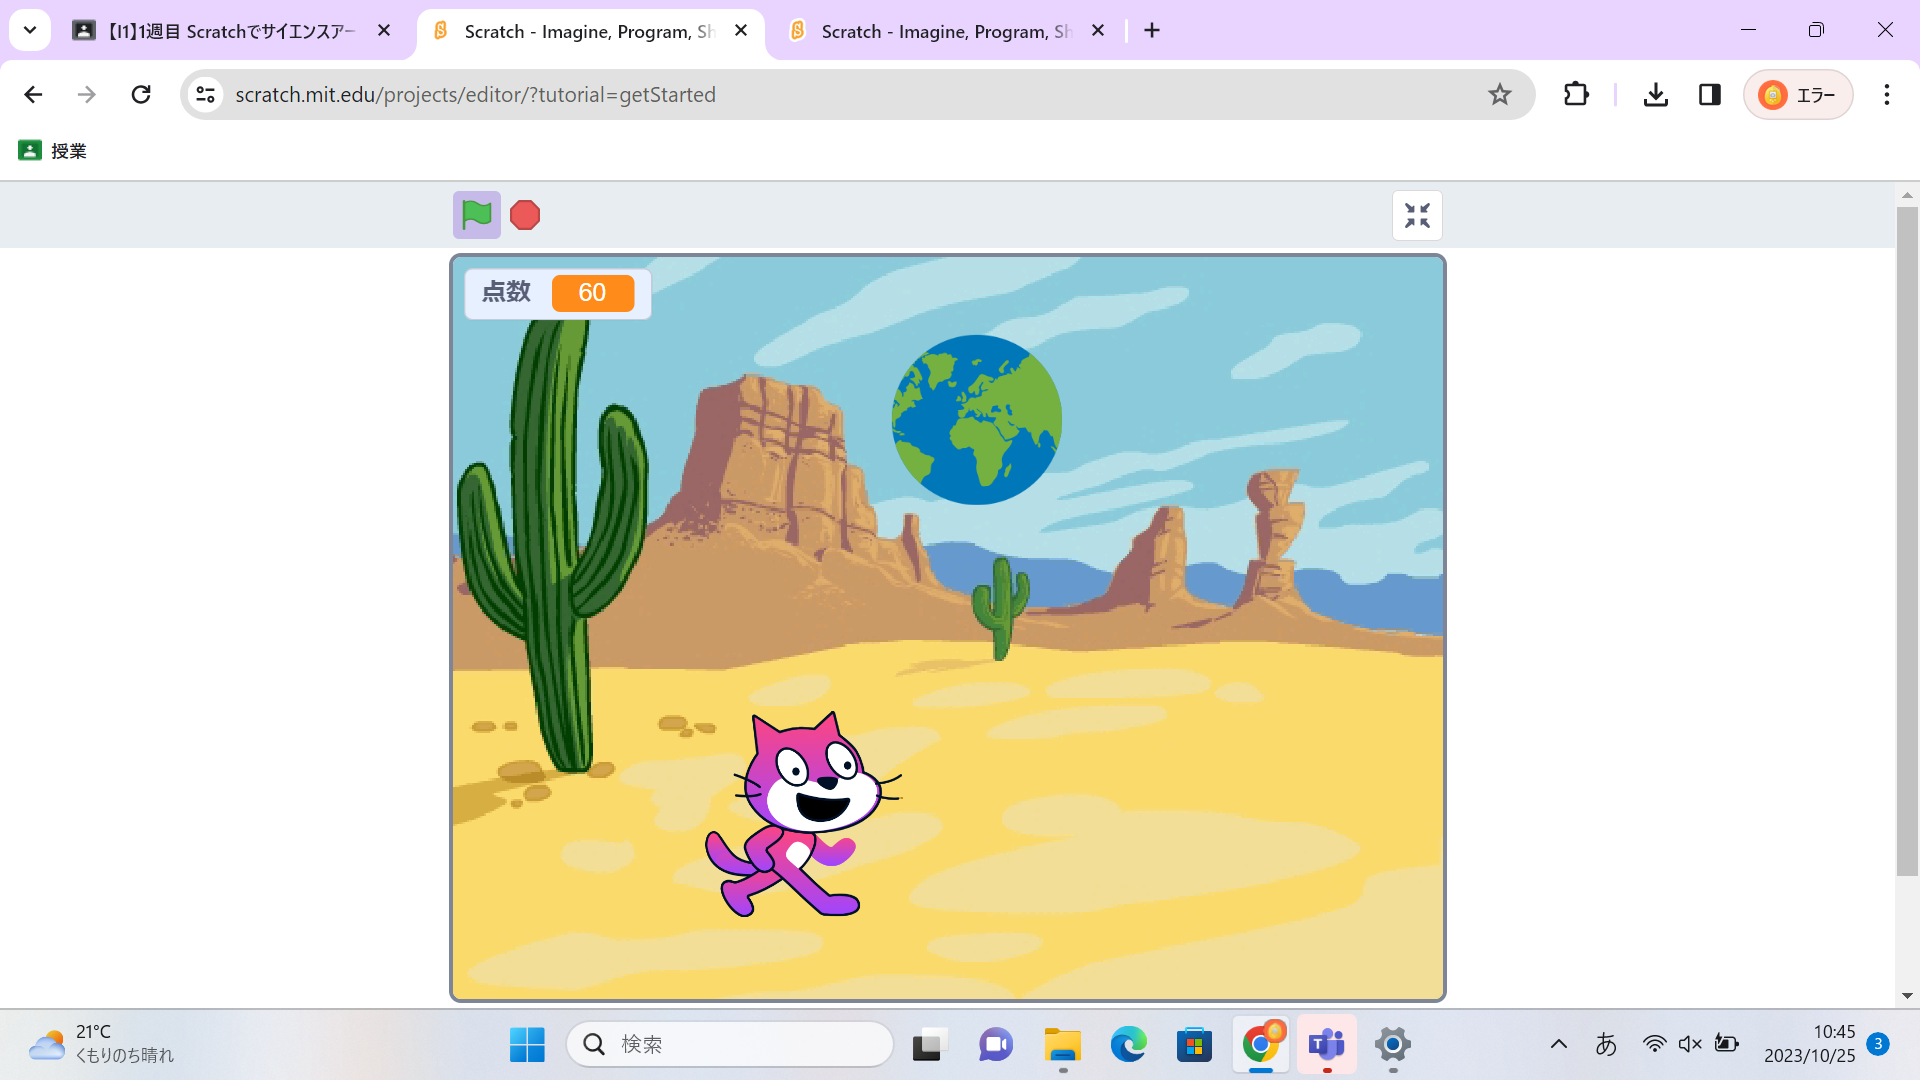 【I1】1週目 Scratchでサイエンスアー
Scratch - Imagine, Program, Sh
Scratch - Imagine, Program, Sh
scratch.mit.edu/projects/editor/?tutorial=getStarted
エラー
授業
点数 60
21°C
くもりのち晴れ
検索
あ
10:45
2023/10/25
3